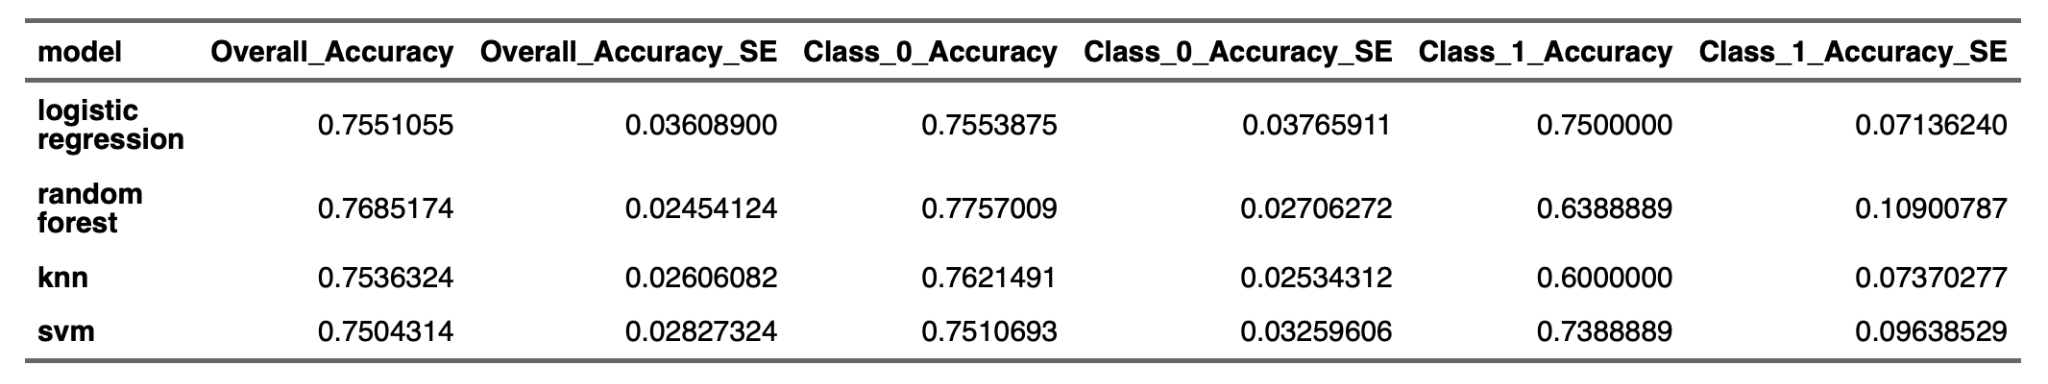 model Overall_Accuracy Overall_Accuracy_SE Class_0_Accuracy Class_0_Accuracy_SE Class_1_Accuracy Class_1_Accuracy_SE
logistic
regression 0.7551055 0.03608900 0.7553875 0.03765911 0.7500000 0.07136240
random
forest 0.7685174 0.02454124 0.7757009 0.02706272 0.6388889 0.10900787
knn 0.7536324 0.02606082 0.7621491 0.02534312 0.6000000 0.07370277
svm 0.7504314 0.02827324 0.7510693 0.03259606 0.7388889 0.09638529